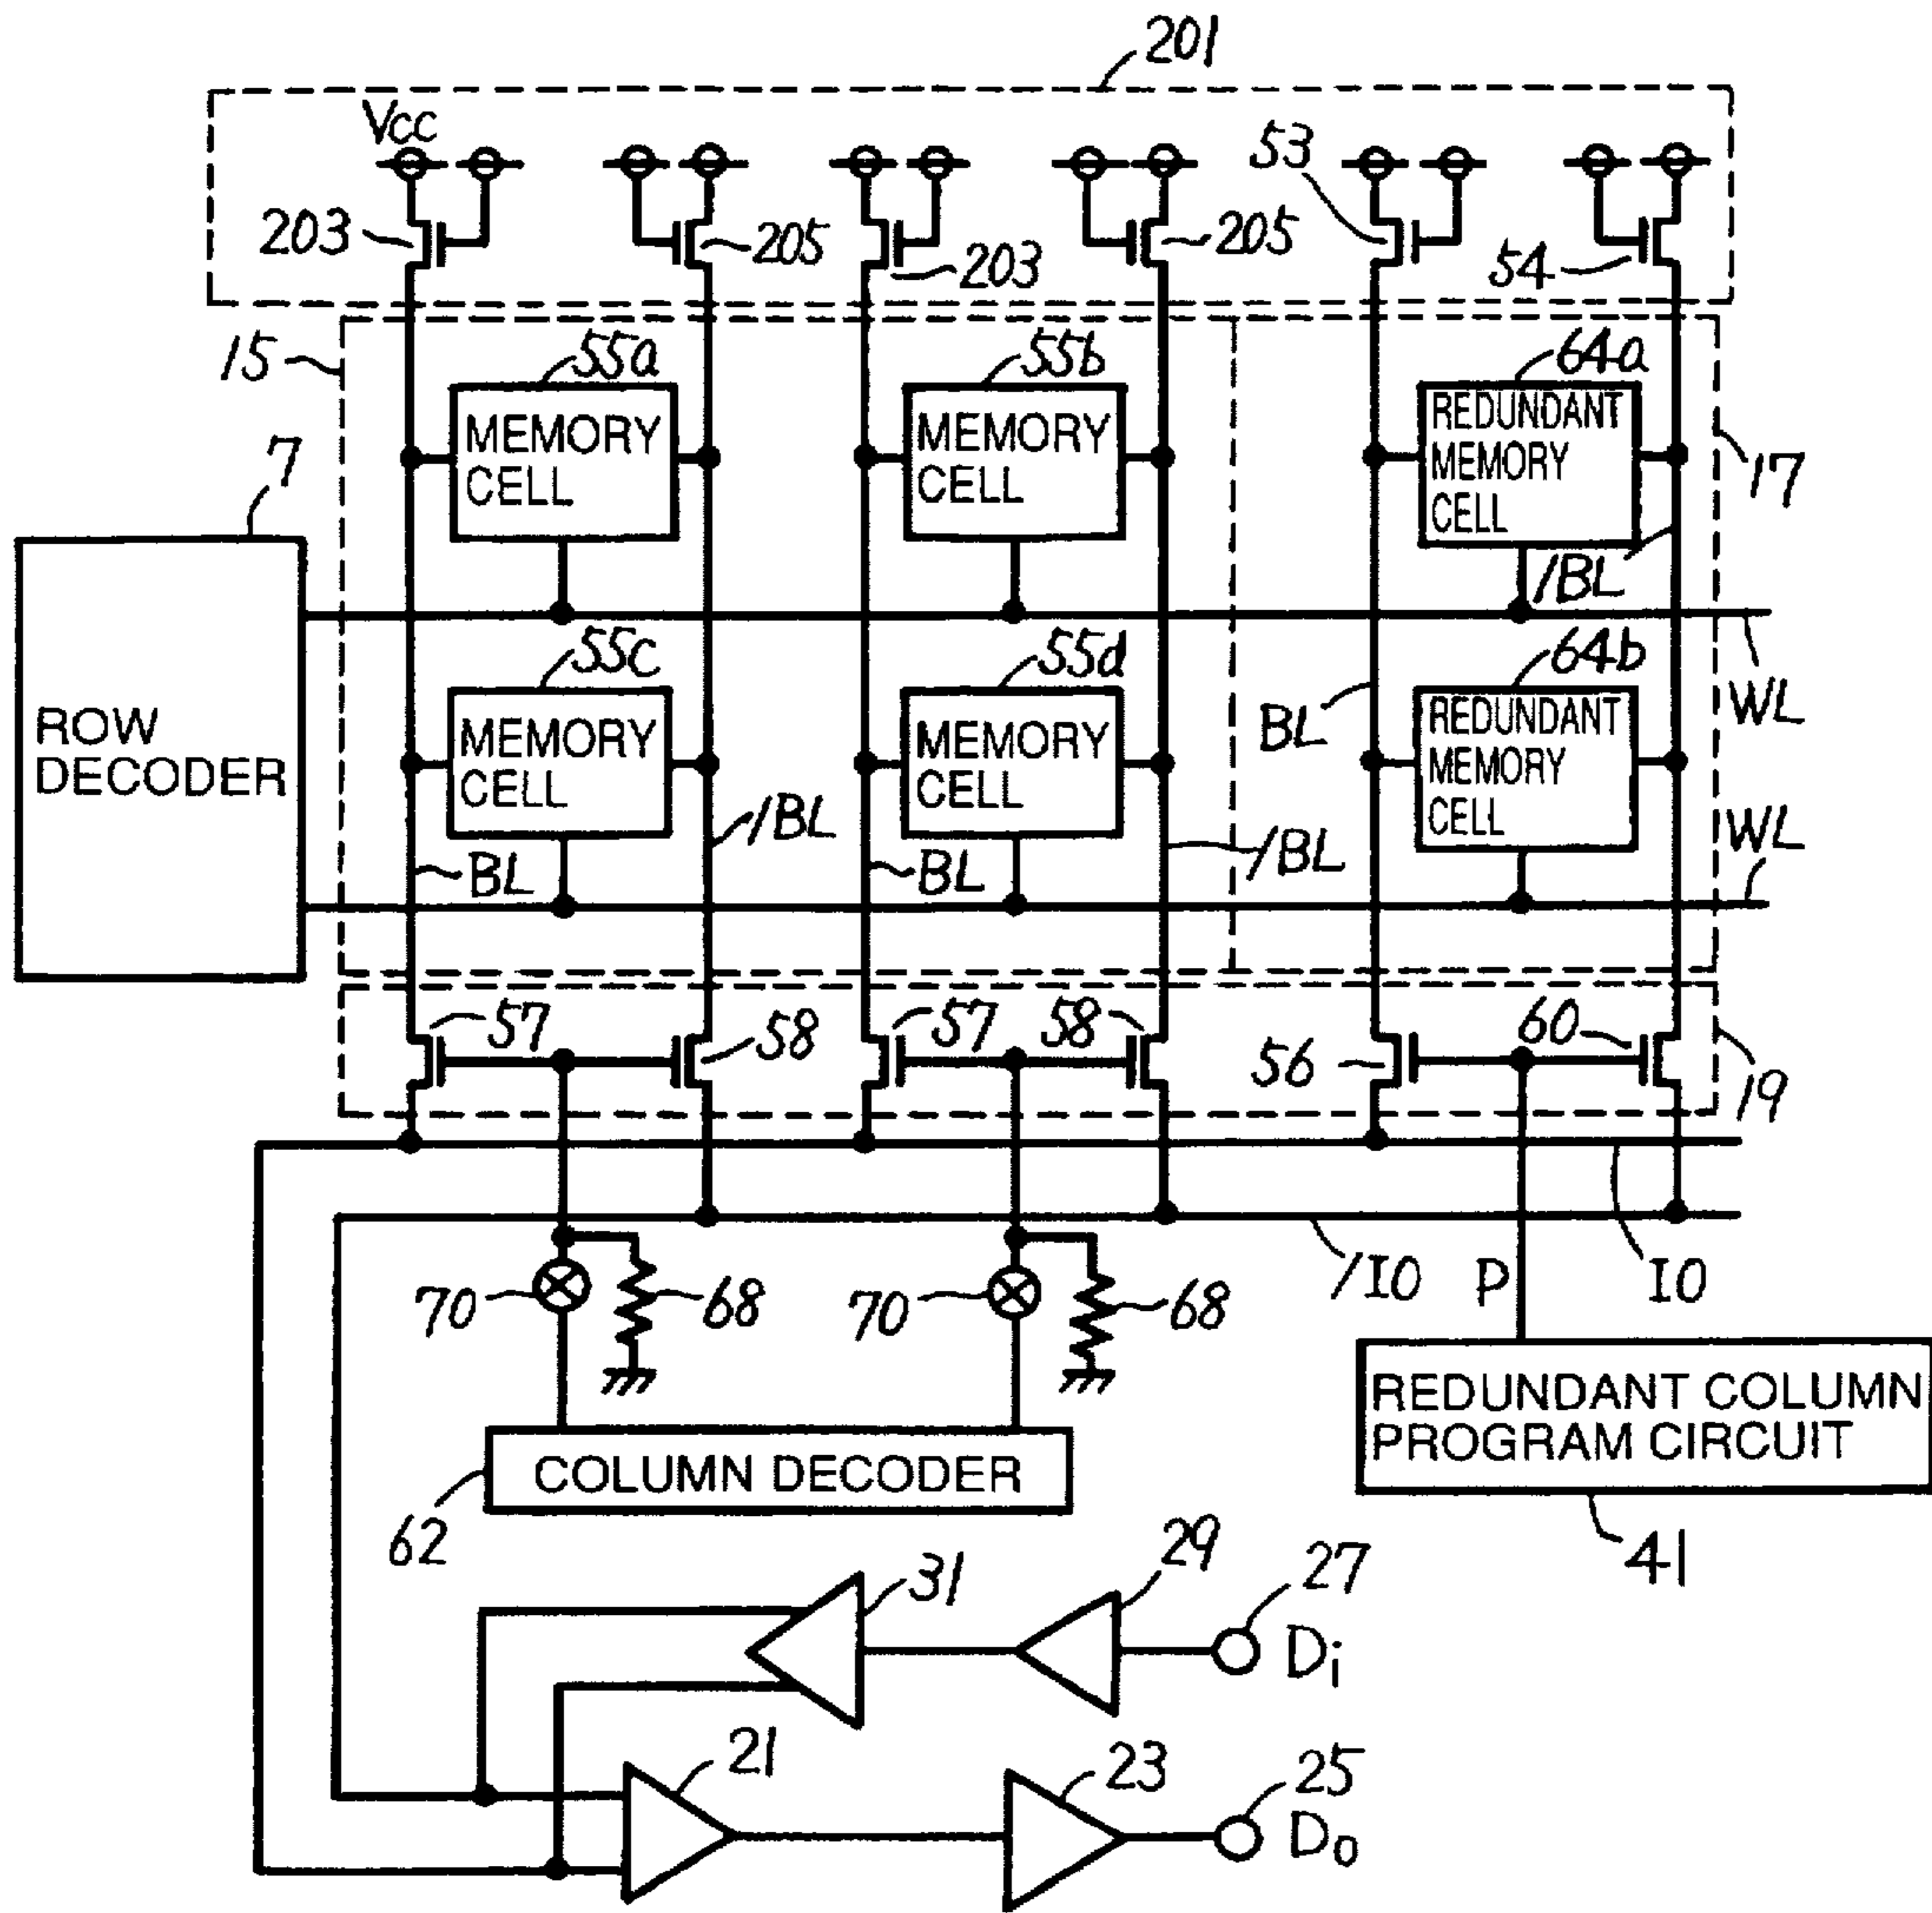 201
Vcc
53
203
205
203
205
54
15
55a
55b
64a
MEMORY
CELL
MEMORY
CELL
REDUNDANT
MEMORY
CELL
7
17
/BL
55c
55d
64b
ROW
DECODER
MEMORY
CELL
MEMORY
CELL
BL
REDUNDANT
MEMORY
CELL
WL
/BL
BL
BL
/BL
WL
57
58
57
58
56
60
19
70
68
70
68
/IO
P
IO
COLUMN DECODER
62
REDUNDANT COLUMN
PROGRAM CIRCUIT
41
31
29
27
Di
21
23
25
Do